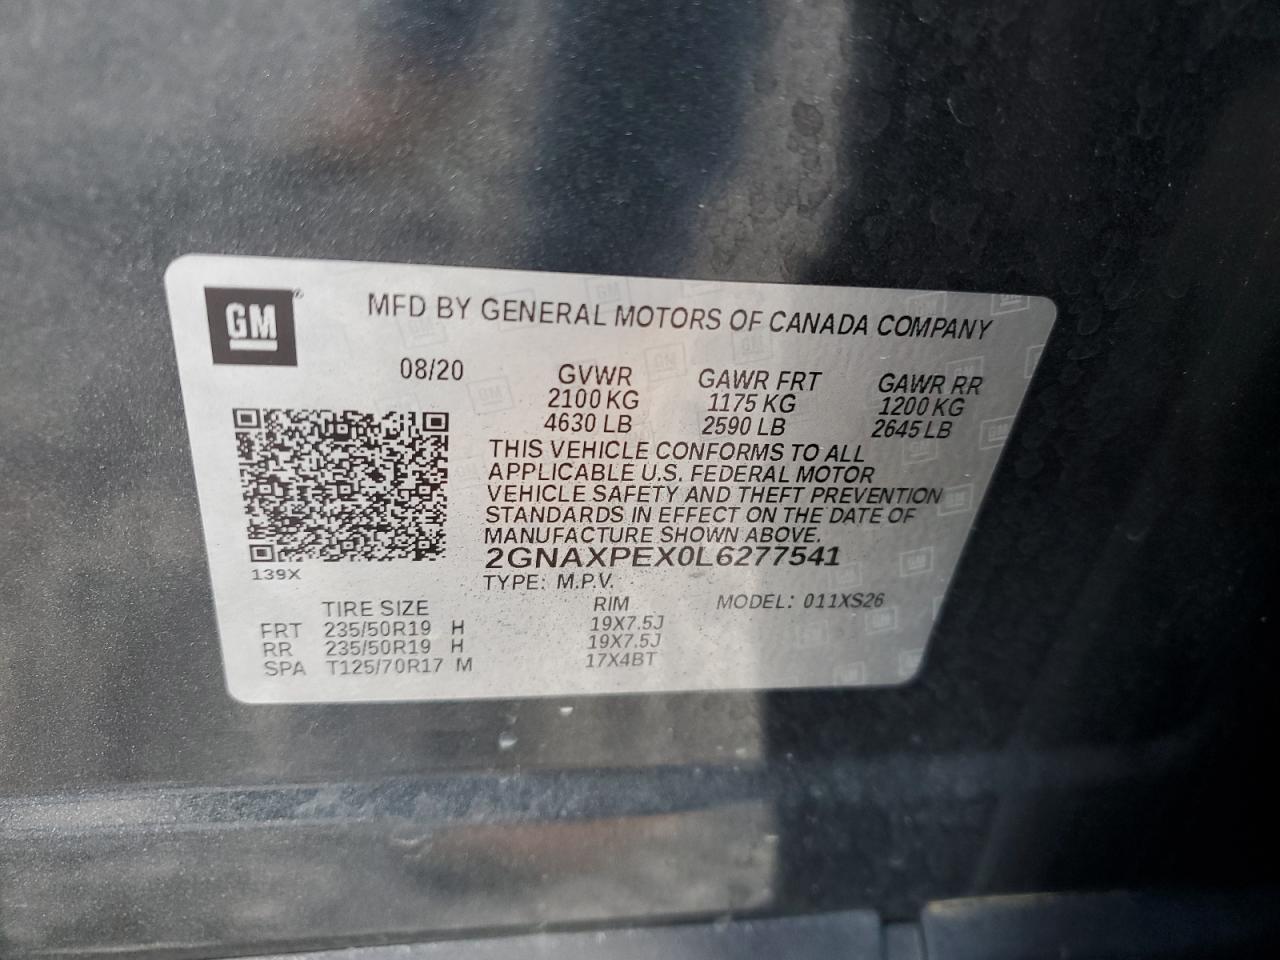 GM
MFD BY GENERAL MOTORS OF CANADA COMPANY
08/20 GVWR GAWR FRT GAWR RR
2100 KG 1175 KG 1200 KG
4630 LB 2590 LB 2645 LB
THIS VEHICLE CONFORMS TO ALL
APPLICABLE U.S. FEDERAL MOTOR
VEHICLE SAFETY AND THEFT PREVENTION
STANDARDS IN EFFECT ON THE DATE OF
MANUFACTURE SHOWN ABOVE.
2GNAXPEX0L6277541
139X
TYPE: M.P.V.
TIRE SIZE RIM MODEL: 011XS26
FRT 235/50R19 H 19X7.5J
RR 235/50R19 H 19X7.5J
SPA T125/70R17 M 17X4BT